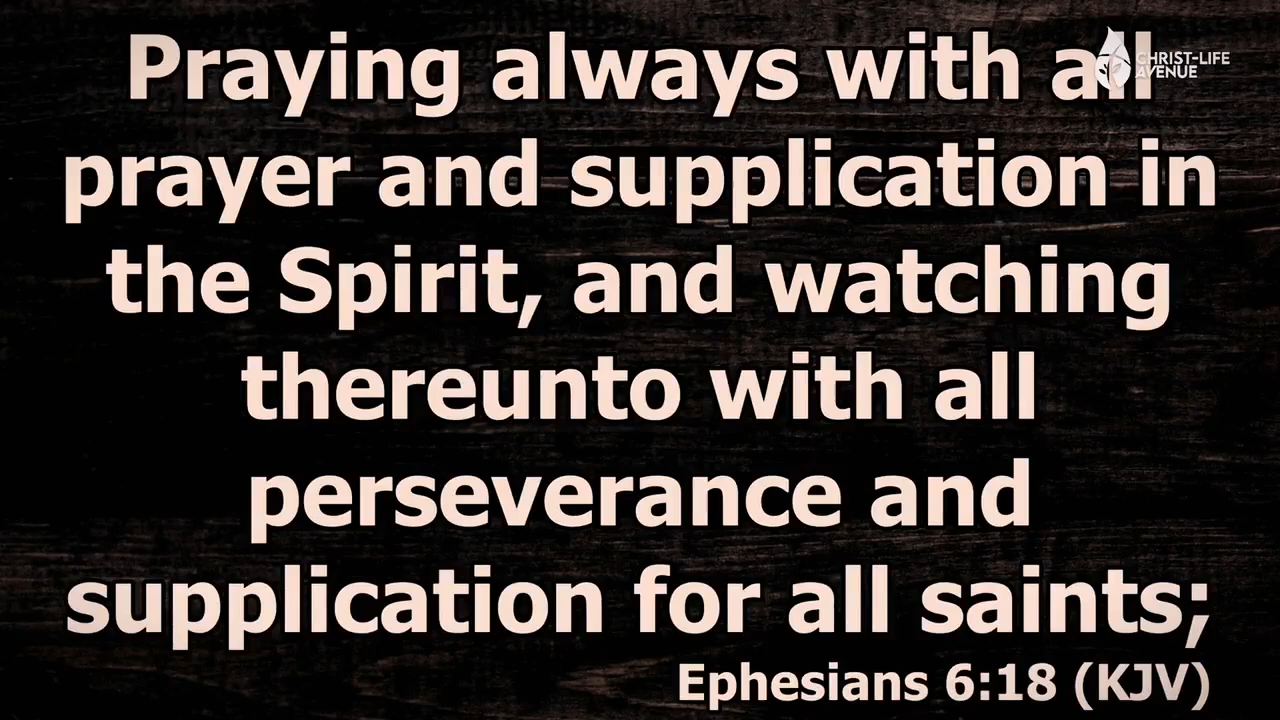 Praying always with all
CHRIST-LIFE
AVENUE
prayer and supplication in
the Spirit, and watching
thereunto with all
perseverance and
supplication for all saints;
Ephesians 6:18 (KJV)